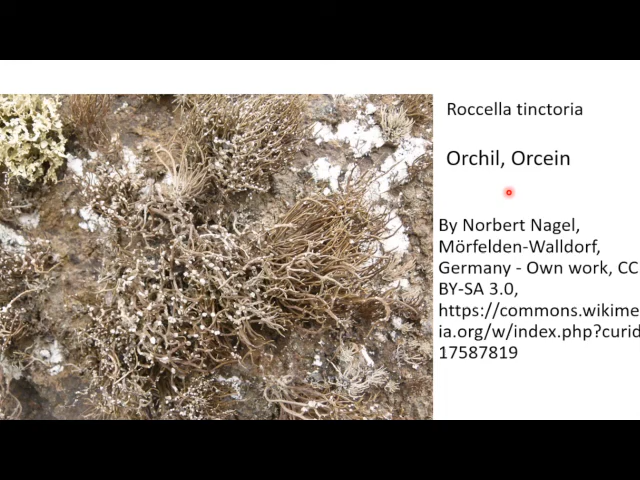 Roccella tinctoria
Orchil, Orcein
By Norbert Nagel,
Mörfelden-Walldorf,
Germany - Own work, CC
BY-SA 3.0,
https://commons.wikime
ia.org/w/index.php?curid
17587819